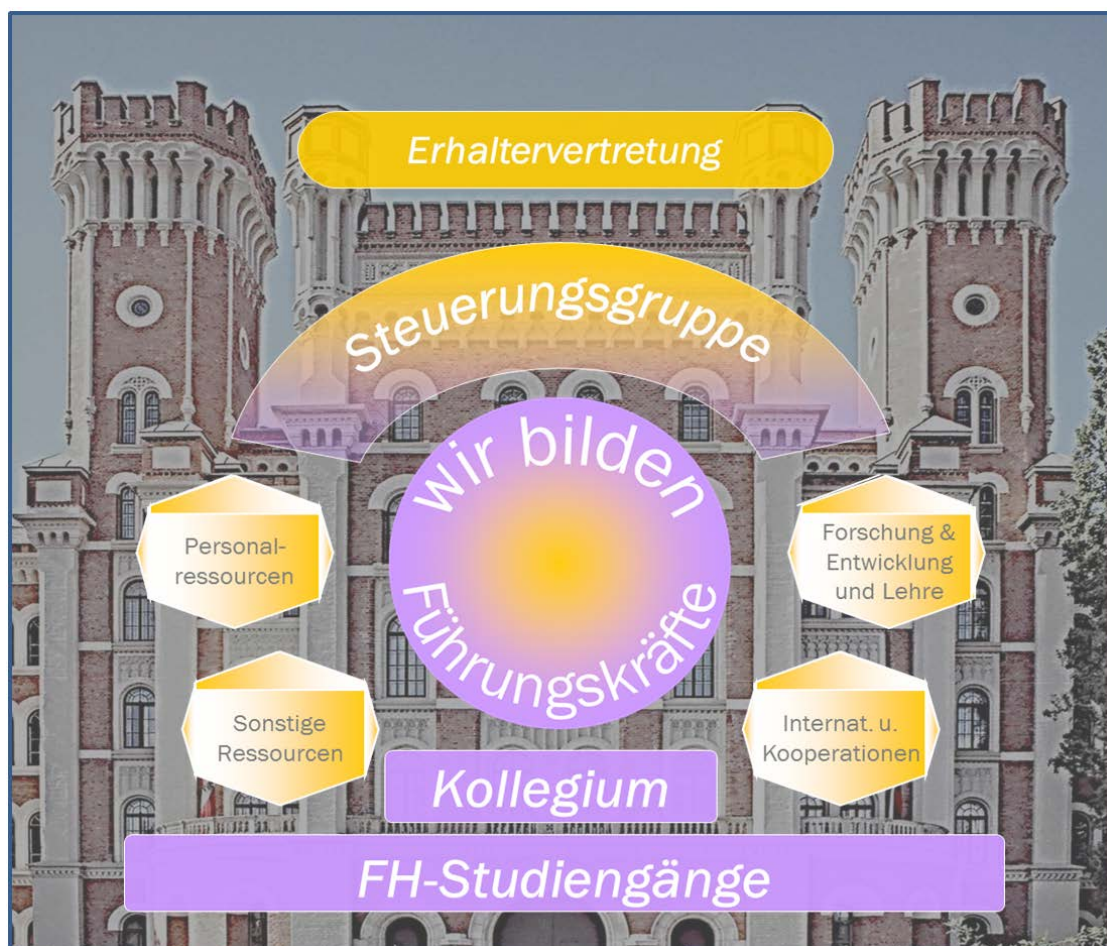 Erhaltervertretung
Steuerungsgruppe
wir bilden
Führungskräfte
Personal-
ressourcen
Forschung &
Entwicklung
und Lehre
Sonstige
Ressourcen
Internat. u.
Kooperationen
Kollegium
FH-Studiengänge